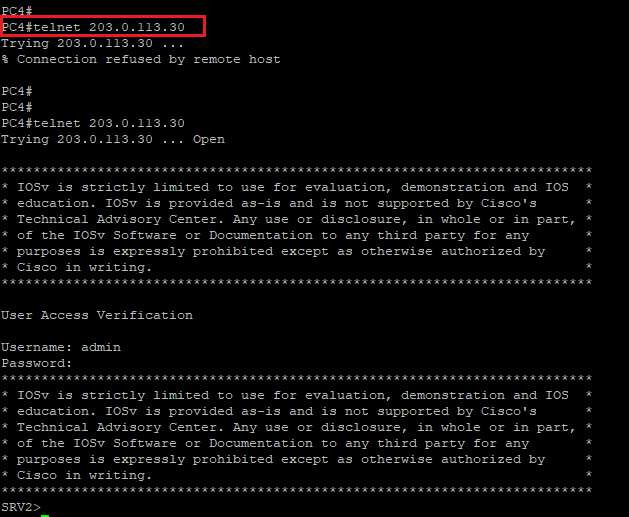 PC4#
PC4#telnet 203.0.113.30
Trying 203.0.113.30 ...
% Connection refused by remote host
PC4#
PC4#
PC4#telnet 203.0.113.30
Trying 203.0.113.30 ... Open
**************************************************************************
* IOSv is strictly limited to use for evaluation, demonstration and IOS  *
* education. IOSv is provided as-is and is not supported by Cisco's      *
* Technical Advisory Center. Any use or disclosure, in whole or in part, *
* of the IOSv Software or Documentation to any third party for any       *
* purposes is expressly prohibited except as otherwise authorized by     *
* Cisco in writing.                                                      *
**************************************************************************
User Access Verification
Username: admin
Password:
**************************************************************************
* IOSv is strictly limited to use for evaluation, demonstration and IOS  *
* education. IOSv is provided as-is and is not supported by Cisco's      *
* Technical Advisory Center. Any use or disclosure, in whole or in part, *
* of the IOSv Software or Documentation to any third party for any       *
* purposes is expressly prohibited except as otherwise authorized by     *
* Cisco in writing.                                                      *
**************************************************************************
SRV2>